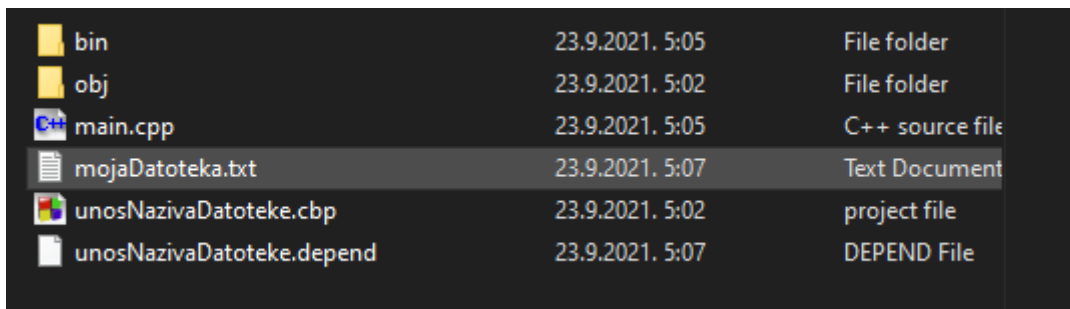 bin 23.9.2021. 5:05 File folder
obj 23.9.2021. 5:02 File folder
C++ main.cpp 23.9.2021. 5:05 C++ source file
mojaDatoteka.txt 23.9.2021. 5:07 Text Document
unosNazivaDatoteke.cbp 23.9.2021. 5:02 project file
unosNazivaDatoteke.depend 23.9.2021. 5:07 DEPEND File